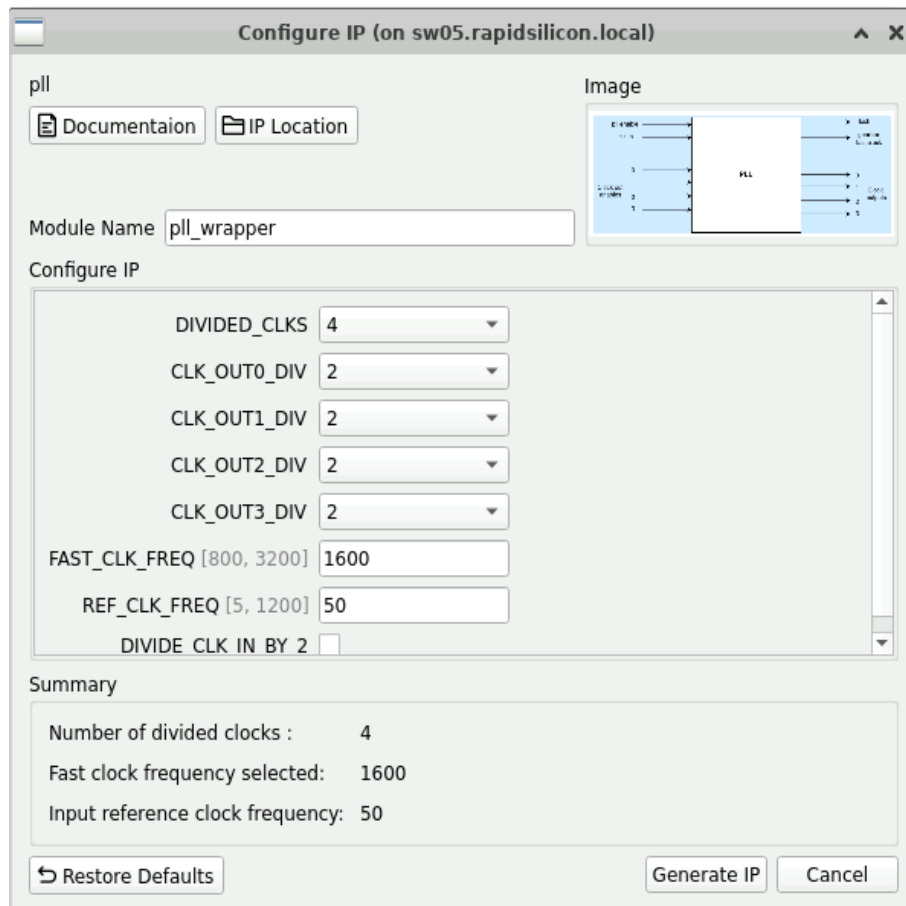 Configure IP (on sw05.rapidsilicon.local)
pll
Image
Documentaion
IP Location
PLL
Module Name pll_wrapper
Configure IP
DIVIDED_CLKS 4
CLK_OUT0_DIV 2
CLK_OUT1_DIV 2
CLK_OUT2_DIV 2
CLK_OUT3_DIV 2
FAST_CLK_FREQ [800, 3200] 1600
REF_CLK_FREQ [5, 1200] 50
DIVIDE_CLK_IN_BY_2
Summary
Number of divided clocks : 4
Fast clock frequency selected: 1600
Input reference clock frequency: 50
Restore Defaults
Generate IP
Cancel